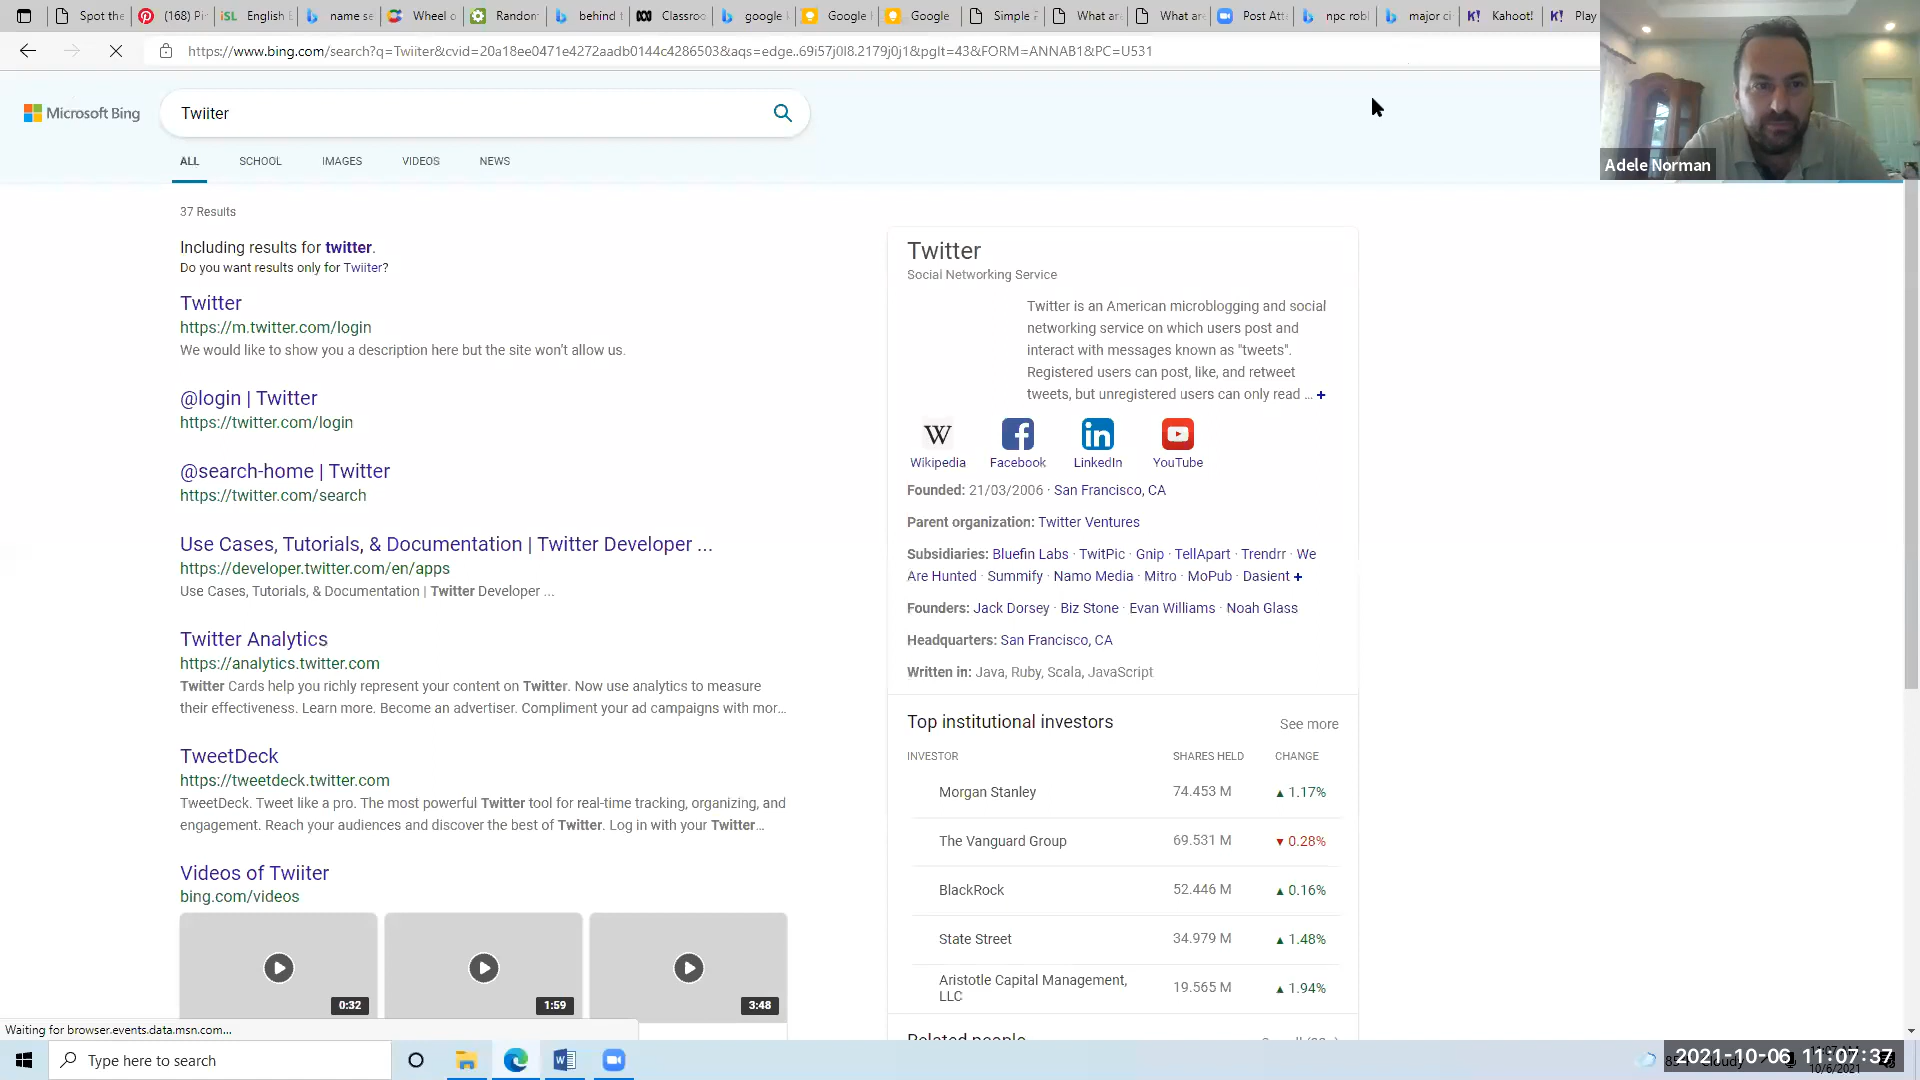 Spot the
(168) Pi
English
name se
Wheel o
Random
behind t
Classroo
google
Google
Google
Simple
What are
What are
Post Att
npc robl
major ci
Kahoot!
Play
https://www.bing.com/search?q=Twiiter&cvid=20a18ee0471e4272aadb0144c4286503&aqs=edge..69i57j0l8.2179j0j1&pglt=43&FORM=ANNAB1&PC=U531
Microsoft Bing
Twiiter
Adele Norman
ALL SCHOOL IMAGES VIDEOS NEWS
37 Results
Including results for twitter.
Do you want results only for Twiiter?
Twitter
https://m.twitter.com/login
We would like to show you a description here but the site won't allow us.
@login | Twitter
https://twitter.com/login
@search-home | Twitter
https://twitter.com/search
Use Cases, Tutorials, & Documentation | Twitter Developer ...
https://developer.twitter.com/en/apps
Use Cases, Tutorials, & Documentation | Twitter Developer ...
Twitter Analytics
https://analytics.twitter.com
Twitter Cards help you richly represent your content on Twitter. Now use analytics to measure
their effectiveness. Learn more. Become an advertiser. Compliment your ad campaigns with mor...
TweetDeck
https://tweetdeck.twitter.com
TweetDeck. Tweet like a pro. The most powerful Twitter tool for real-time tracking, organizing, and
engagement. Reach your audiences and discover the best of Twitter. Log in with your Twitter...
Videos of Twiiter
bing.com/videos
0:32 1:59 3:48
Twitter
Social Networking Service
Twitter is an American microblogging and social
networking service on which users post and
interact with messages known as "tweets".
Registered users can post, like, and retweet
tweets, but unregistered users can only read ... +
Wikipedia Facebook LinkedIn YouTube
Founded: 21/03/2006 · San Francisco, CA
Parent organization: Twitter Ventures
Subsidiaries: Bluefin Labs · TwitPic · Gnip · TellApart · Trendrr · We
Are Hunted · Summify · Namo Media · Mitro · MoPub · Dasient +
Founders: Jack Dorsey · Biz Stone · Evan Williams · Noah Glass
Headquarters: San Francisco, CA
Written in: Java, Ruby, Scala, JavaScript
Top institutional investors See more
INVESTOR SHARES HELD CHANGE
Morgan Stanley 74.453 M ▲ 1.17%
The Vanguard Group 69.531 M ▼ 0.28%
BlackRock 52.446 M ▲ 0.16%
State Street 34.979 M ▲ 1.48%
Aristotle Capital Management,
LLC 19.565 M ▲ 1.94%
Related people
Waiting for browser.events.data.msn.com...
Type here to search
2021-10-06 11:07:37
10/6/2021